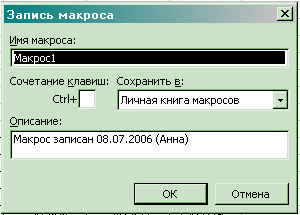 Запись макроса
Имя макроса:
Макрос1
Сочетание клавиш: Сохранить в:
Ctrl+ Личная книга макросов
Описание:
Макрос записан 08.07.2006 (Анна)
OK Отмена